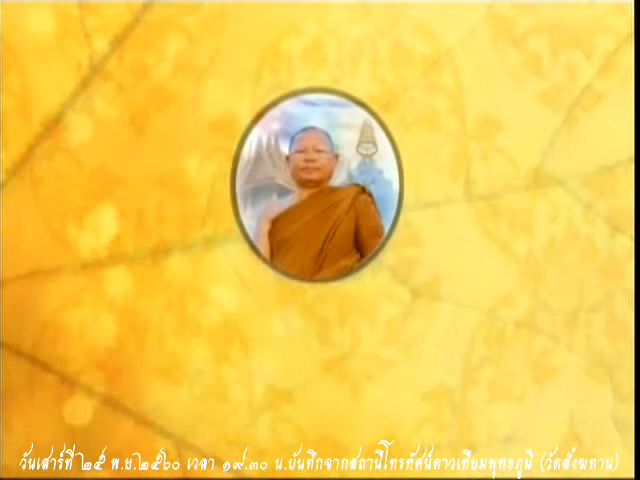 วันเสาร์ที่ ๒๕ พ.ย.๒๕๖๐ เวลา ๑๙.๓๐ น.บันทึกจากสถานีโทรทัศน์ดาวเทียมพุทธภูมิ (วัดสังฆทาน)